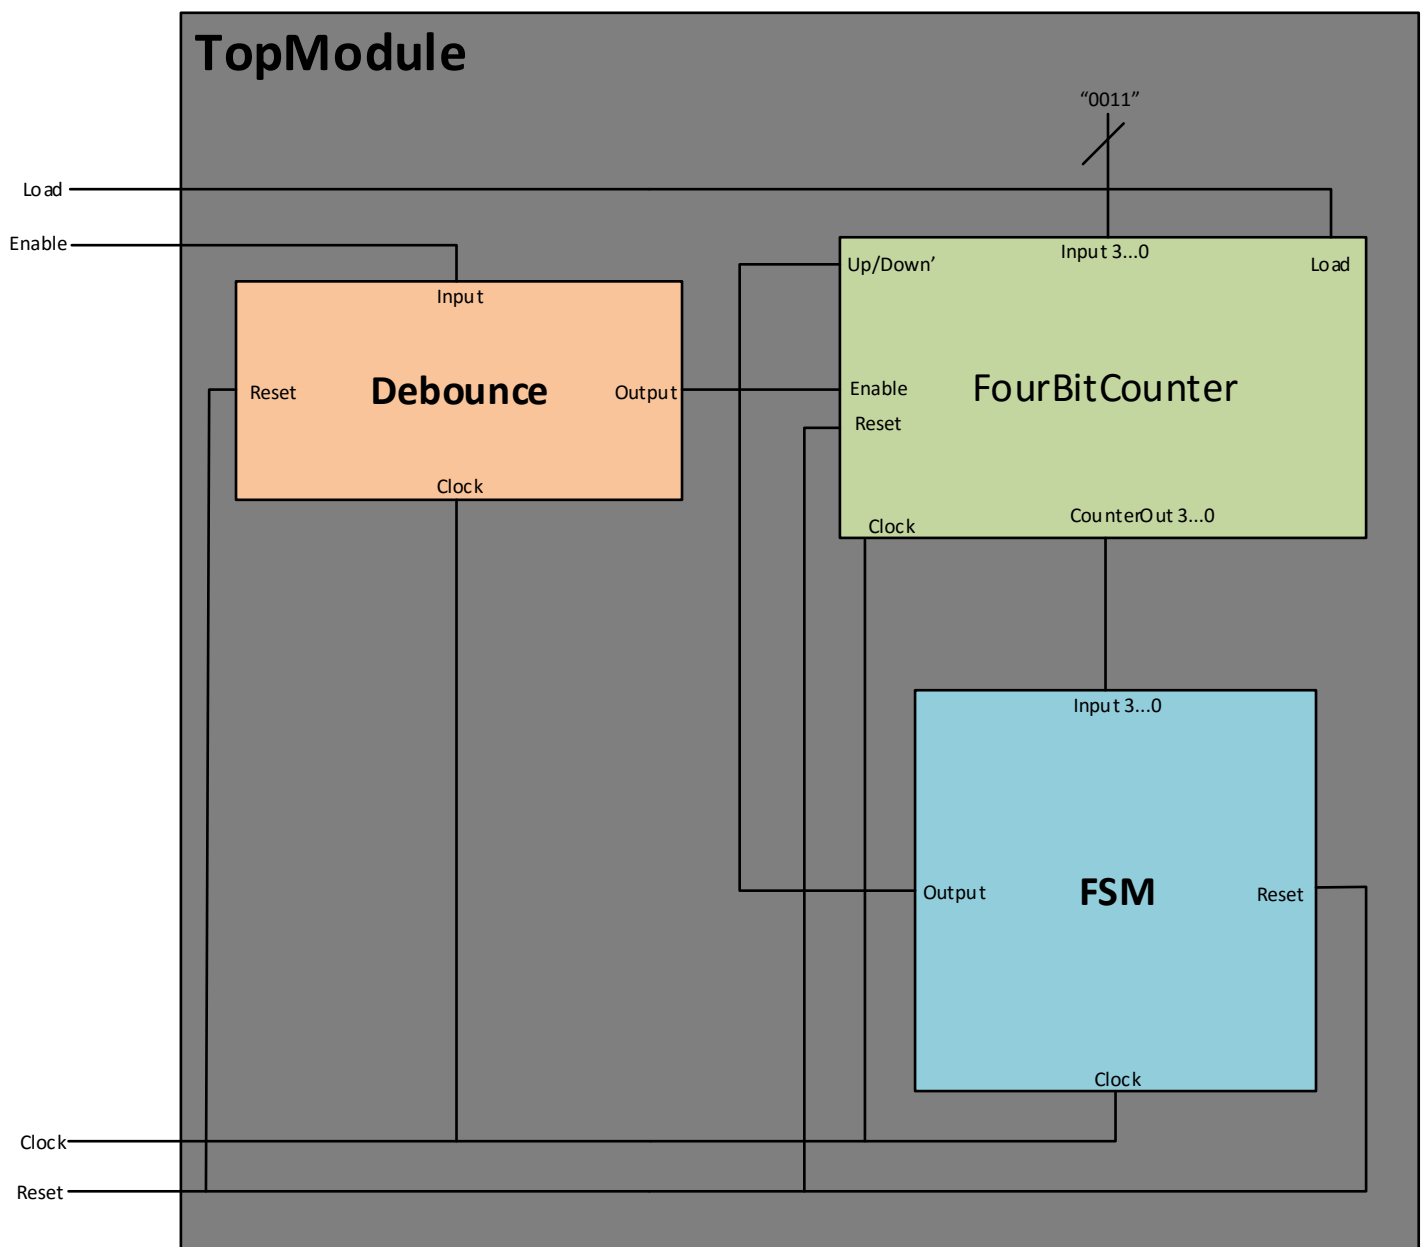 TopModule
“0011”
Load
Enable
Input 3...0
Up/Down’
Load
Input
Reset
Debounce
Output
Enable
FourBitCounter
Reset
Clock
CounterOut 3...0
Clock
Input 3...0
Output
FSM
Reset
Clock
Clock
Reset